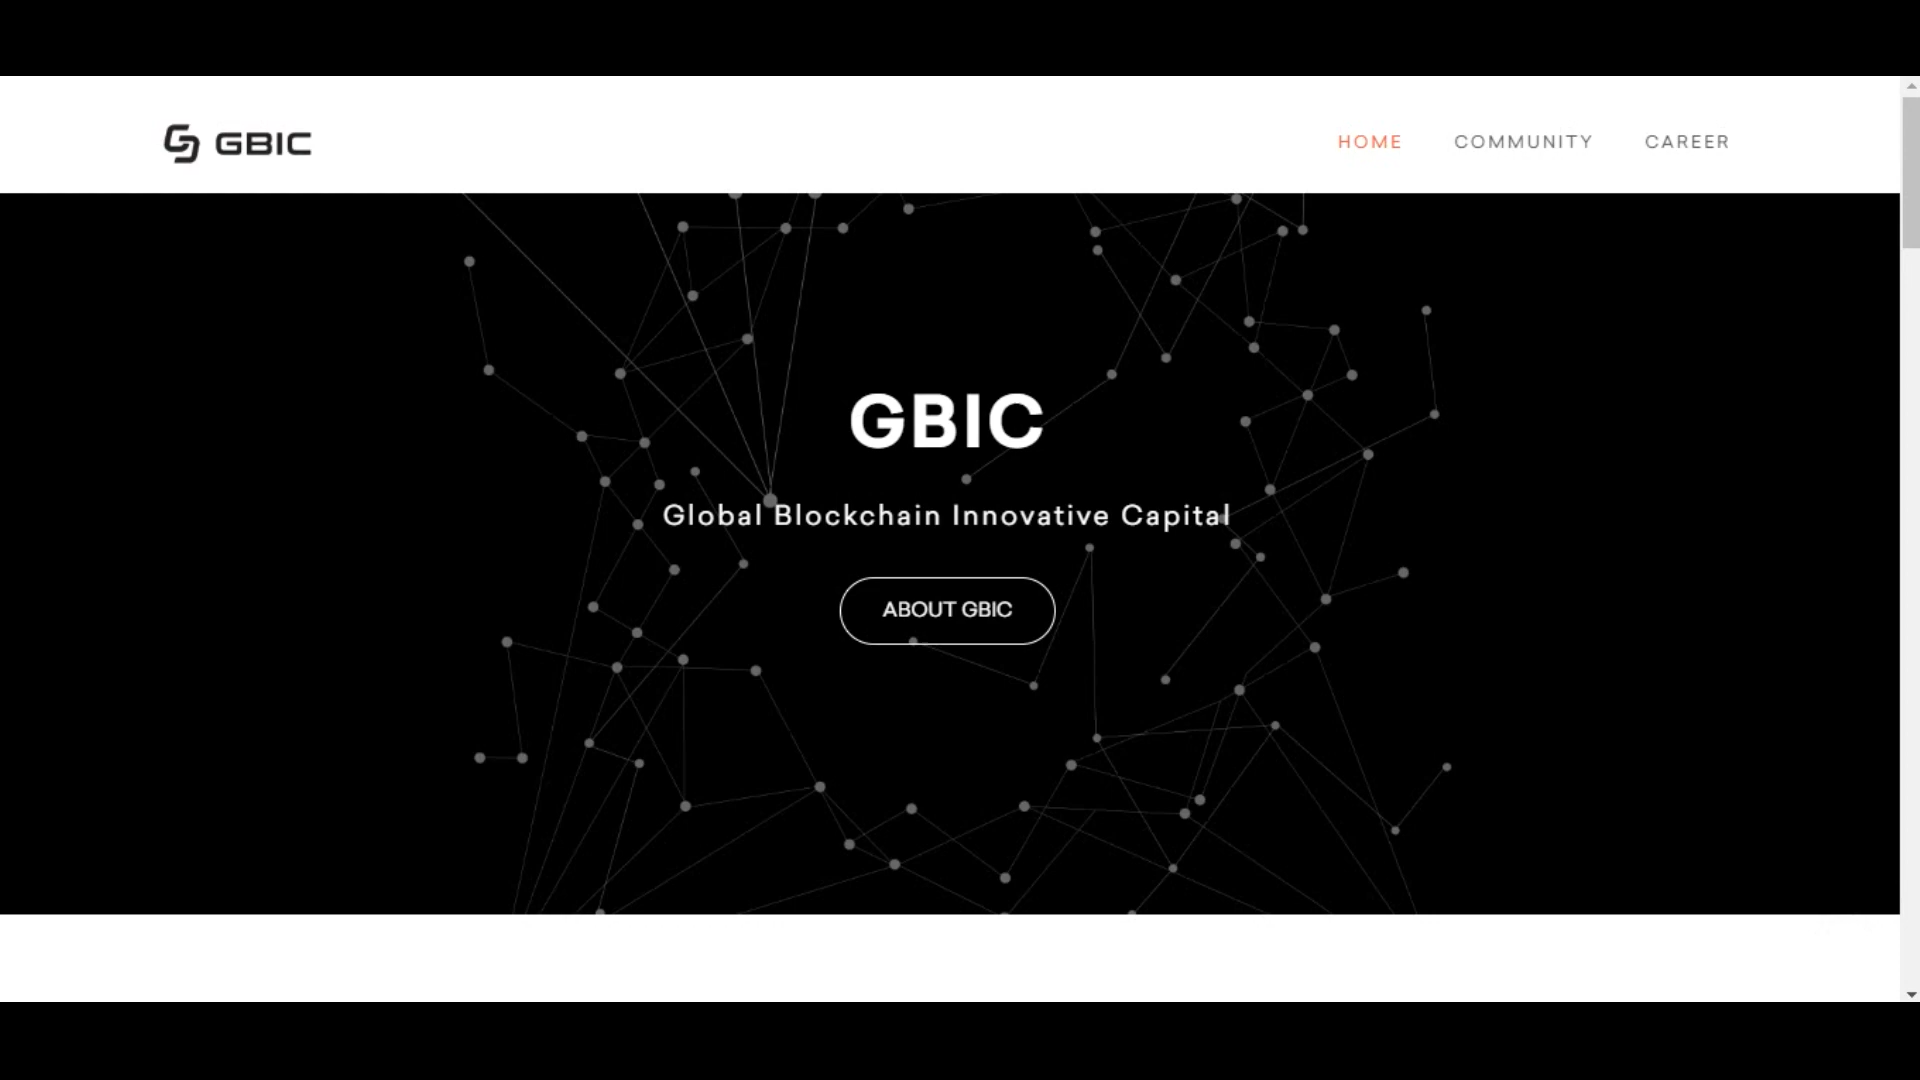 GBIC
HOME COMMUNITY CAREER
GBIC
Global Blockchain Innovative Capital
ABOUT GBIC